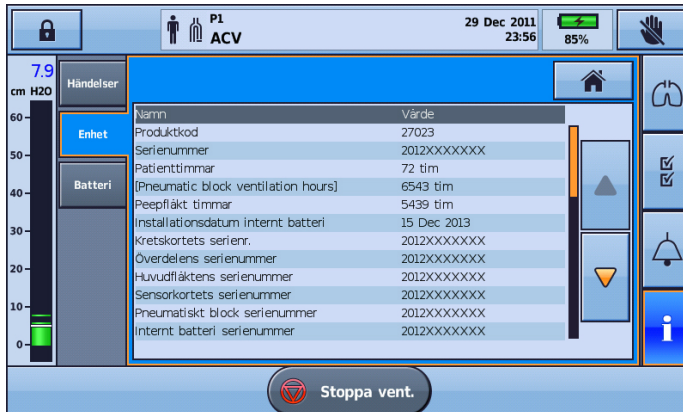 P1
ACV
29 Dec 2011
23:56
85%
7.9
cm H2O
60
50
40
30
20
10
0
Händelser
Enhet
Batteri
Namn Värde
Produktkod 27023
Serienummer 2012XXXXXXX
Patienttimmar 72 tim
[Pneumatic block ventilation hours] 6543 tim
Peepfläkt timmar 5439 tim
Installationsdatum internt batteri 15 Dec 2013
Kretskortets serienr. 2012XXXXXXX
Överdelens serienummer 2012XXXXXXX
Huvudfläktens serienummer 2012XXXXXXX
Sensorkortets serienummer 2012XXXXXXX
Pneumatiskt block serienummer 2012XXXXXXX
Internt batteri serienummer 2012XXXXXXX
i
Stoppa vent.